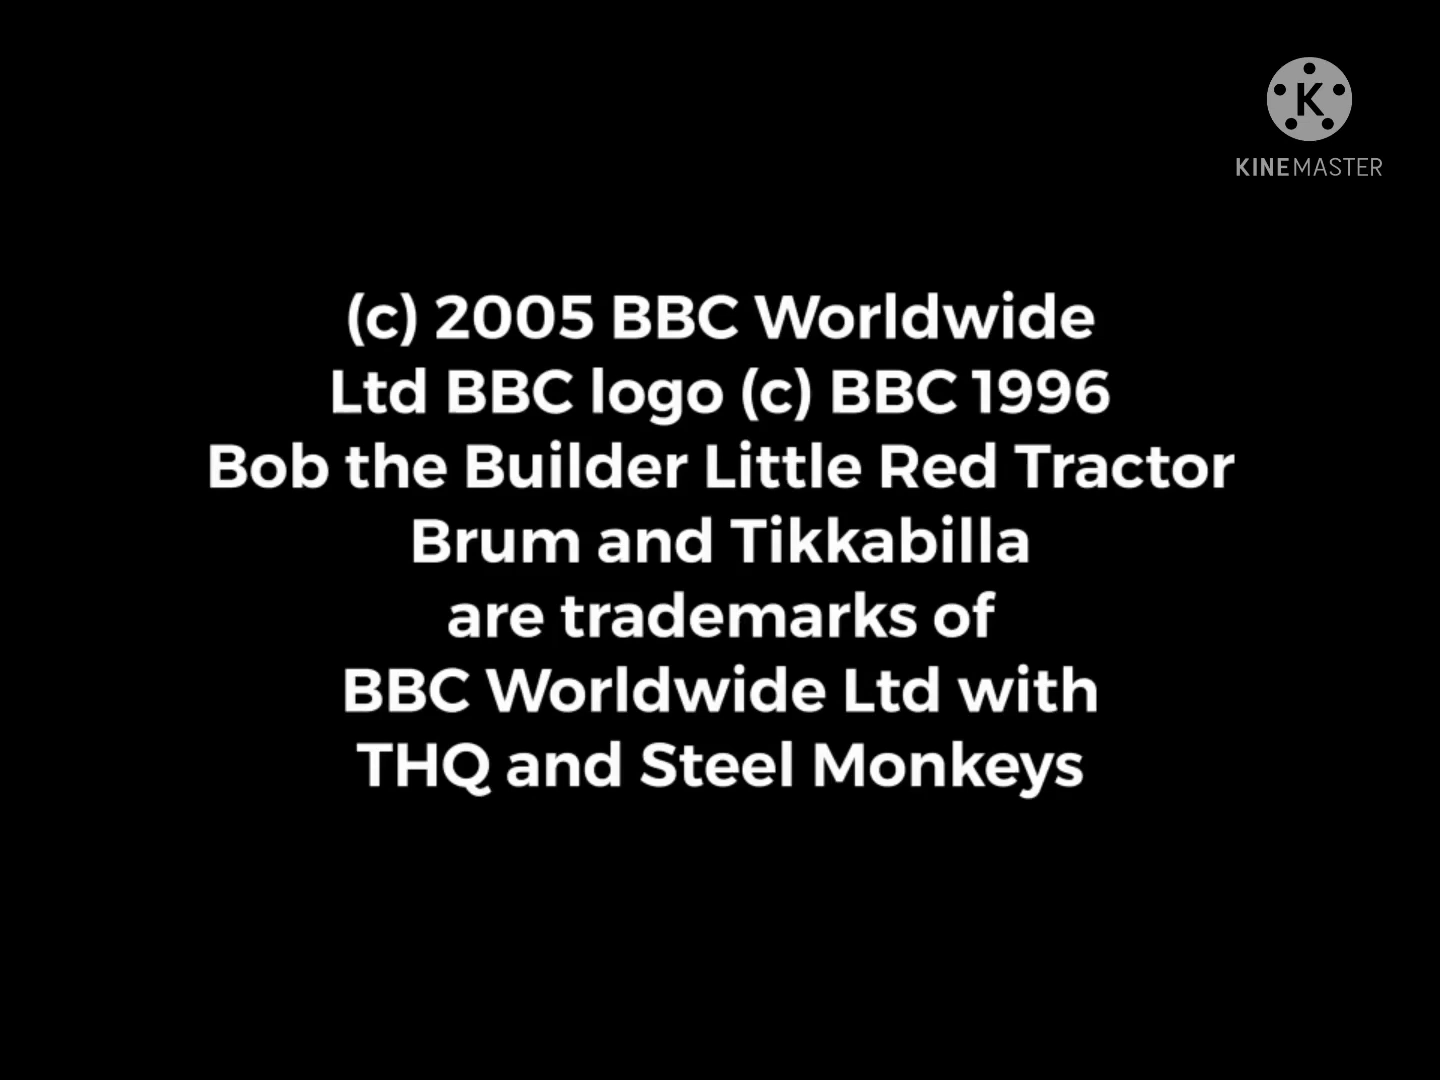 K
KINEMASTER
(c) 2005 BBC Worldwide
Ltd BBC logo (c) BBC 1996
Bob the Builder Little Red Tractor
Brum and Tikkabilla
are trademarks of
BBC Worldwide Ltd with
THQ and Steel Monkeys